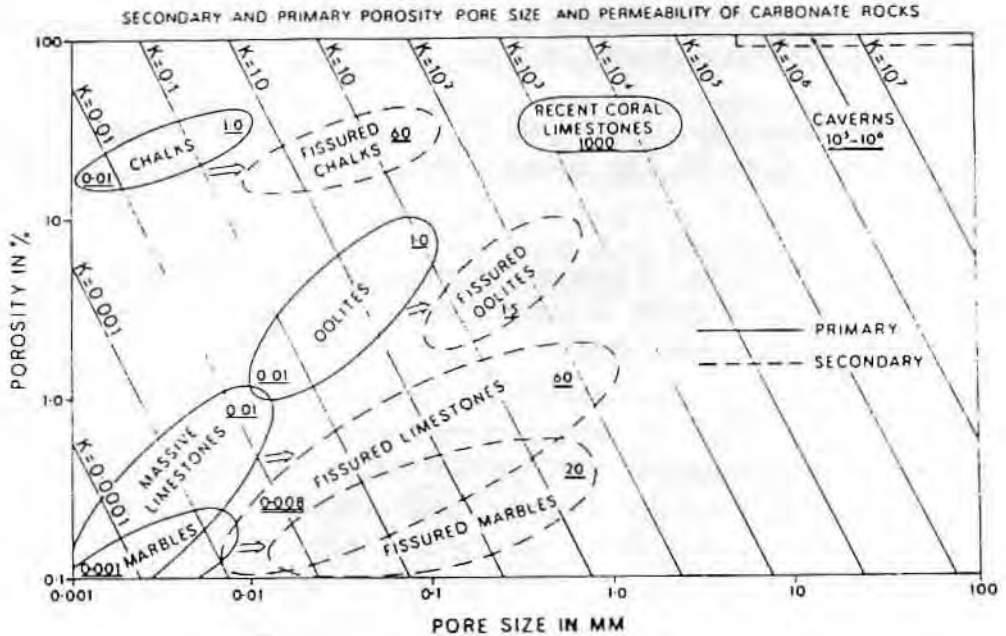 SECONDARY AND PRIMARY POROSITY PORE SIZE AND PERMEABILITY OF CARBONATE ROCKS
100
10
1·0
0·1
POROSITY IN %
K=0·0001
K=0·001
K=0·01
K=0·1
K=1·0
K=10
K=10²
K=10³
K=10⁴
K=10⁵
K=10⁶
K=10⁷
1·0
CHALKS
0·01
FISSURED
CHALKS
60
RECENT CORAL
LIMESTONES
1000
CAVERNS
10⁵-10⁶
1·0
OOLITES
0·01
FISSURED
OOLITES
1·5
PRIMARY
SECONDARY
0·01
MASSIVE
LIMESTONES
60
FISSURED LIMESTONES
0·008
MARBLES
0·001
20
FISSURED MARBLES
0·001
0·01
0·1
1·0
10
100
PORE SIZE IN MM